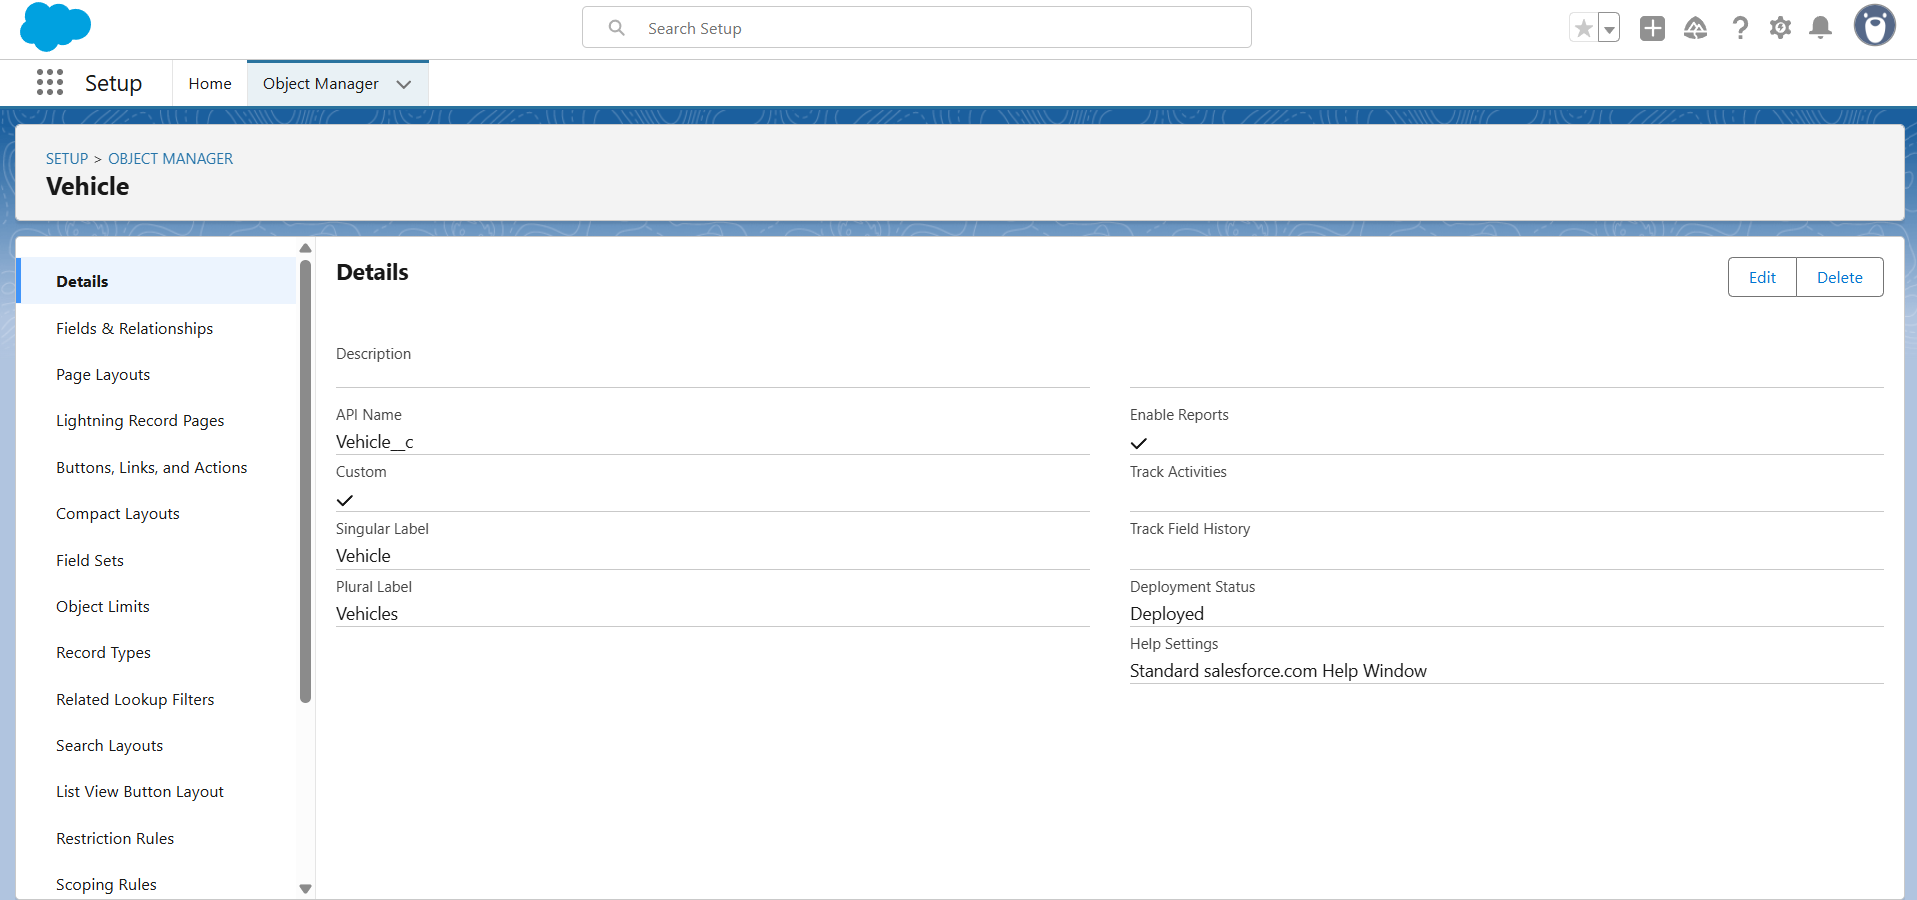 Search Setup
Setup
Home
Object Manager
SETUP > OBJECT MANAGER
Vehicle
Details
Fields & Relationships
Page Layouts
Lightning Record Pages
Buttons, Links, and Actions
Compact Layouts
Field Sets
Object Limits
Record Types
Related Lookup Filters
Search Layouts
List View Button Layout
Restriction Rules
Scoping Rules
Details
Edit
Delete
Description
API Name
Vehicle__c
Custom
Singular Label
Vehicle
Plural Label
Vehicles
Enable Reports
Track Activities
Track Field History
Deployment Status
Deployed
Help Settings
Standard salesforce.com Help Window